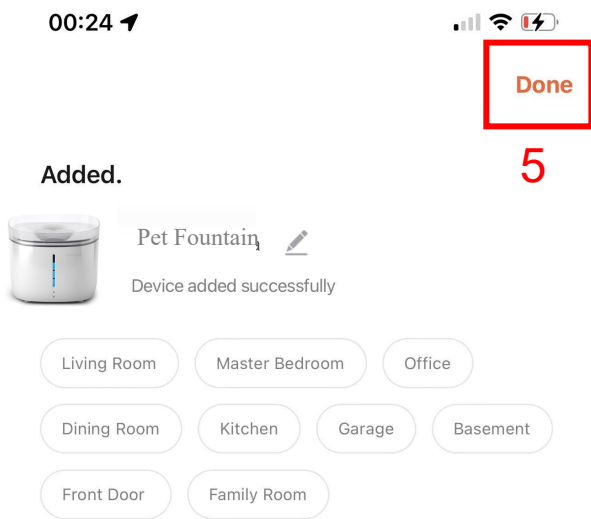 00:24
Done
5
Added.
Pet Fountain
Device added successfully
Living Room Master Bedroom Office
Dining Room Kitchen Garage Basement
Front Door Family Room